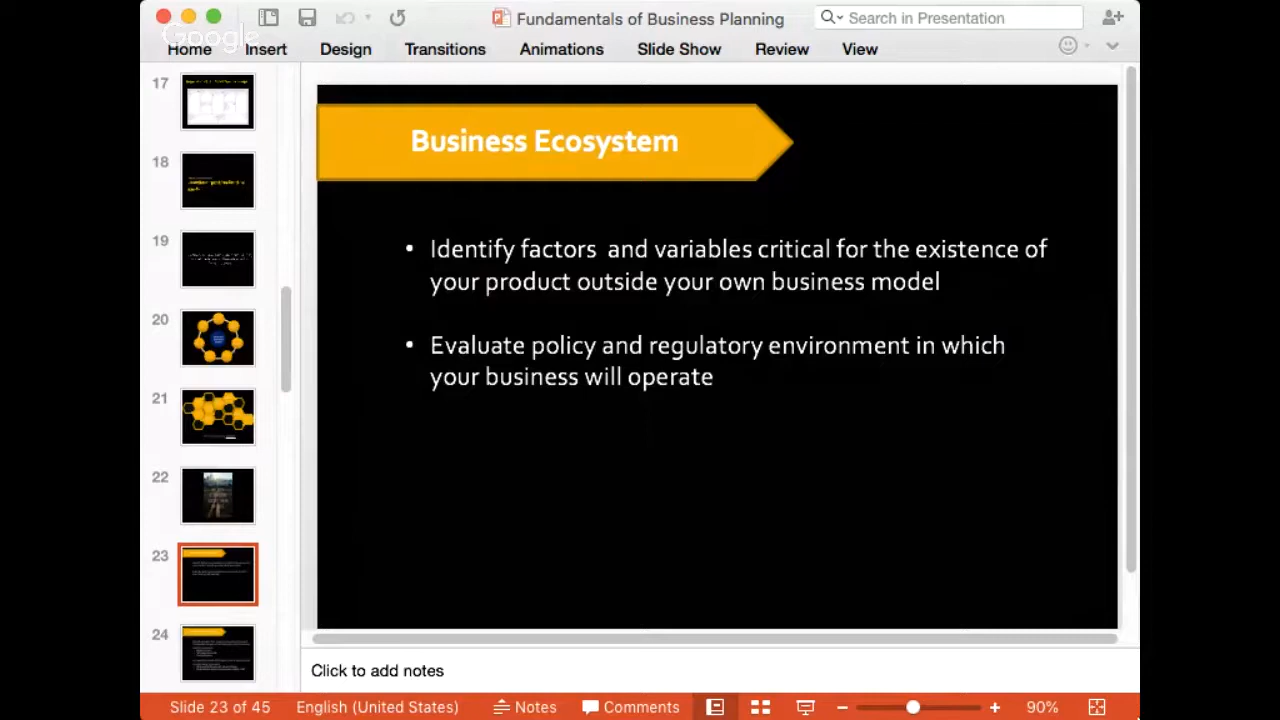 Fundamentals of Business Planning
Search in Presentation
Google
Home Insert Design Transitions Animations Slide Show Review View
17
18
19
20
21
22
23
24
Business Ecosystem
• Identify factors and variables critical for the existence of
your product outside your own business model
• Evaluate policy and regulatory environment in which
your business will operate
Click to add notes
Slide 23 of 45 English (United States) Notes Comments 90%